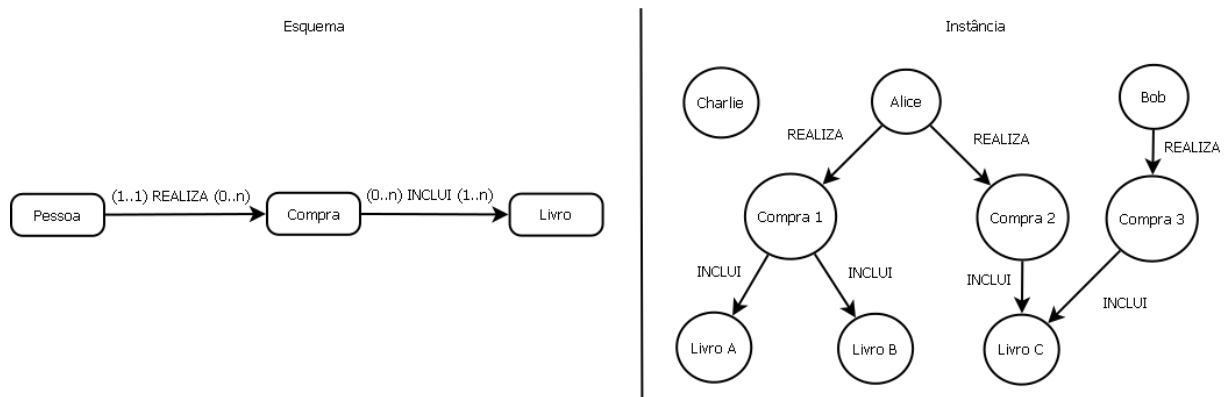 Esquema
Pessoa
(1..1) REALIZA (0..n)
Compra
(0..n) INCLUI (1..n)
Livro
Instância
Charlie
Alice
Bob
REALIZA
REALIZA
REALIZA
Compra 1
Compra 2
Compra 3
INCLUI
INCLUI
INCLUI
INCLUI
Livro A
Livro B
Livro C